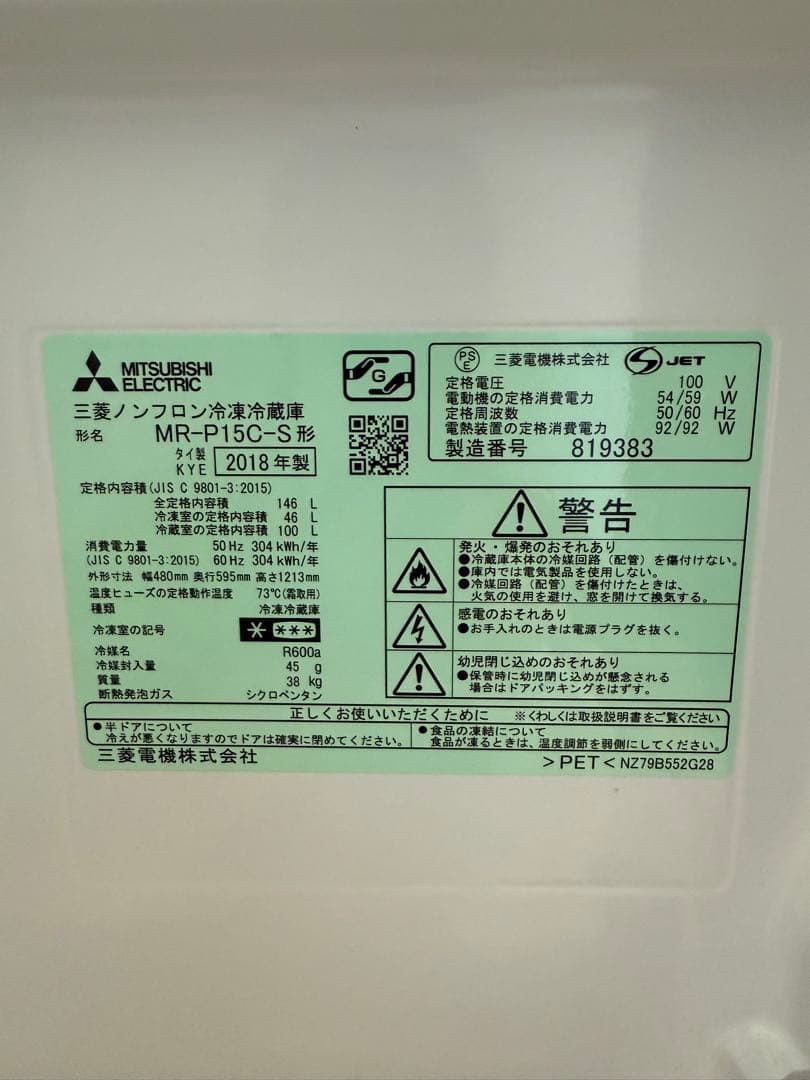 MITSUBISHI
ELECTRIC
三菱ノンフロン冷凍冷蔵庫
形名 MR-P15C-S形
タイ製
KYE 2018年製
G
PS
E 三菱電機株式会社 S JET
定格電圧 100 V
電動機の定格消費電力 54/59 W
定格周波数 50/60 Hz
電熱装置の定格消費電力 92/92 W
製造番号 819383
定格内容積(JIS C 9801-3:2015)
全定格内容積 146 L
冷凍室の定格内容積 46 L
冷蔵室の定格内容積 100 L
消費電力量 50Hz 304kWh/年
(JIS C 9801-3:2015) 60Hz 304kWh/年
外形寸法 幅480mm 奥行595mm 高さ1213mm
温度ヒューズの定格動作温度 73℃(霜取用)
種類 冷凍冷蔵庫
冷凍室の記号 * ***
冷媒名 R600a
冷媒封入量 45 g
質量 38 kg
断熱発泡ガス シクロペンタン
警告
発火・爆発のおそれあり
●冷蔵庫本体の冷媒回路(配管)を傷付けない。
●庫内では電気製品を使用しない。
●冷媒回路(配管)を傷付けたときは、
火気の使用を避け、窓を開けて換気する。
感電のおそれあり
●お手入れのときは電源プラグを抜く。
幼児閉じ込めのおそれあり
●保管時に幼児閉じ込めが懸念される
場合はドアパッキングをはずす。
正しくお使いいただくために ※くわしくは取扱説明書をご覧ください
●半ドアについて
冷えが悪くなりますのでドアは確実に閉めてください。
●食品の凍結について
食品が凍るときは、温度調節を弱側にしてください。
三菱電機株式会社
>PET< NZ79B552G28